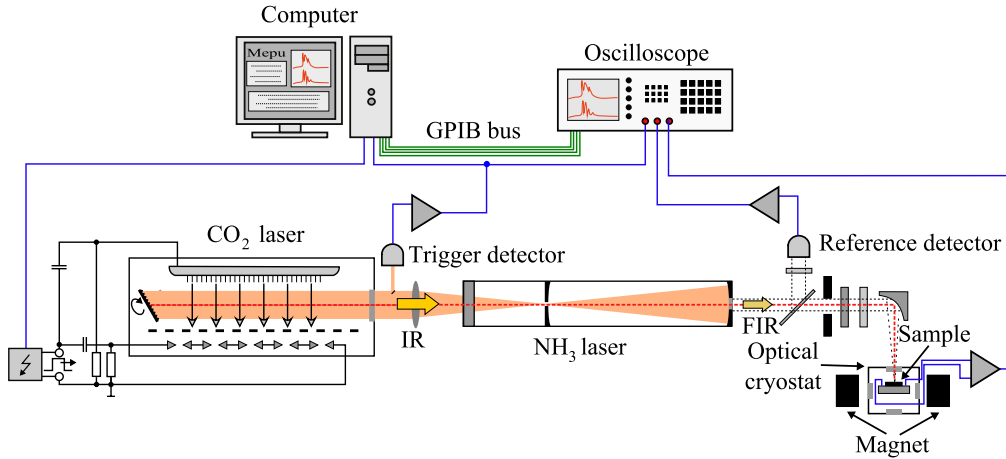 Computer
Mepu
Oscilloscope
GPIB bus
CO₂ laser
Trigger detector
Reference detector
IR
NH₃ laser
FIR
Optical
cryostat
Sample
Magnet